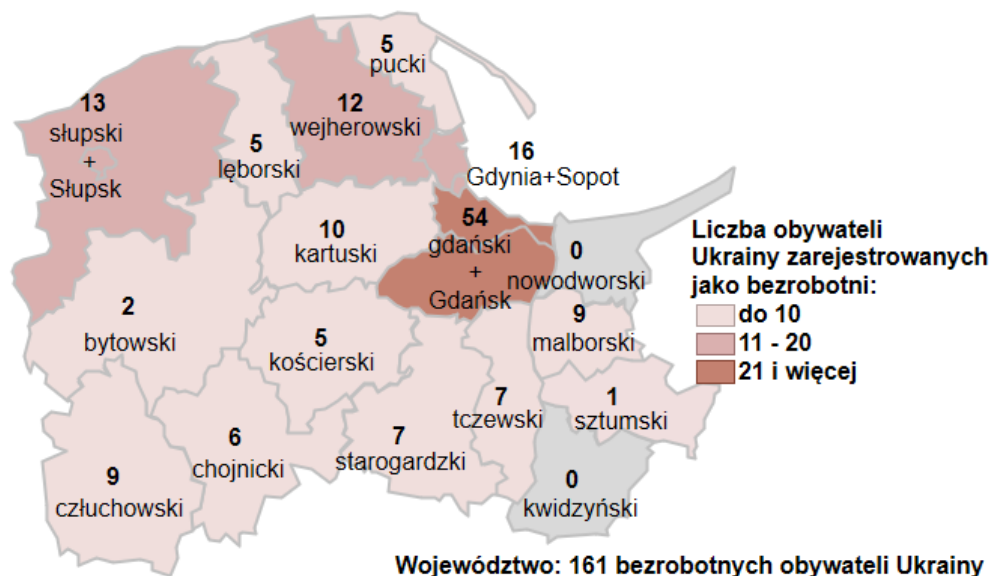 5
pucki
13
słupski
+
Słupsk
12
wejherowski
5
lęborski
16
Gdynia+Sopot
10
kartuski
54
gdański
+
Gdańsk
0
nowodworski
2
bytowski
5
kościerski
9
malborski
7
tczewski
1
sztumski
6
chojnicki
7
starogardzki
9
człuchowski
0
kwidzyński
Liczba obywateli
Ukrainy zarejestrowanych
jako bezrobotni:
do 10
11 - 20
21 i więcej
Województwo: 161 bezrobotnych obywateli Ukrainy